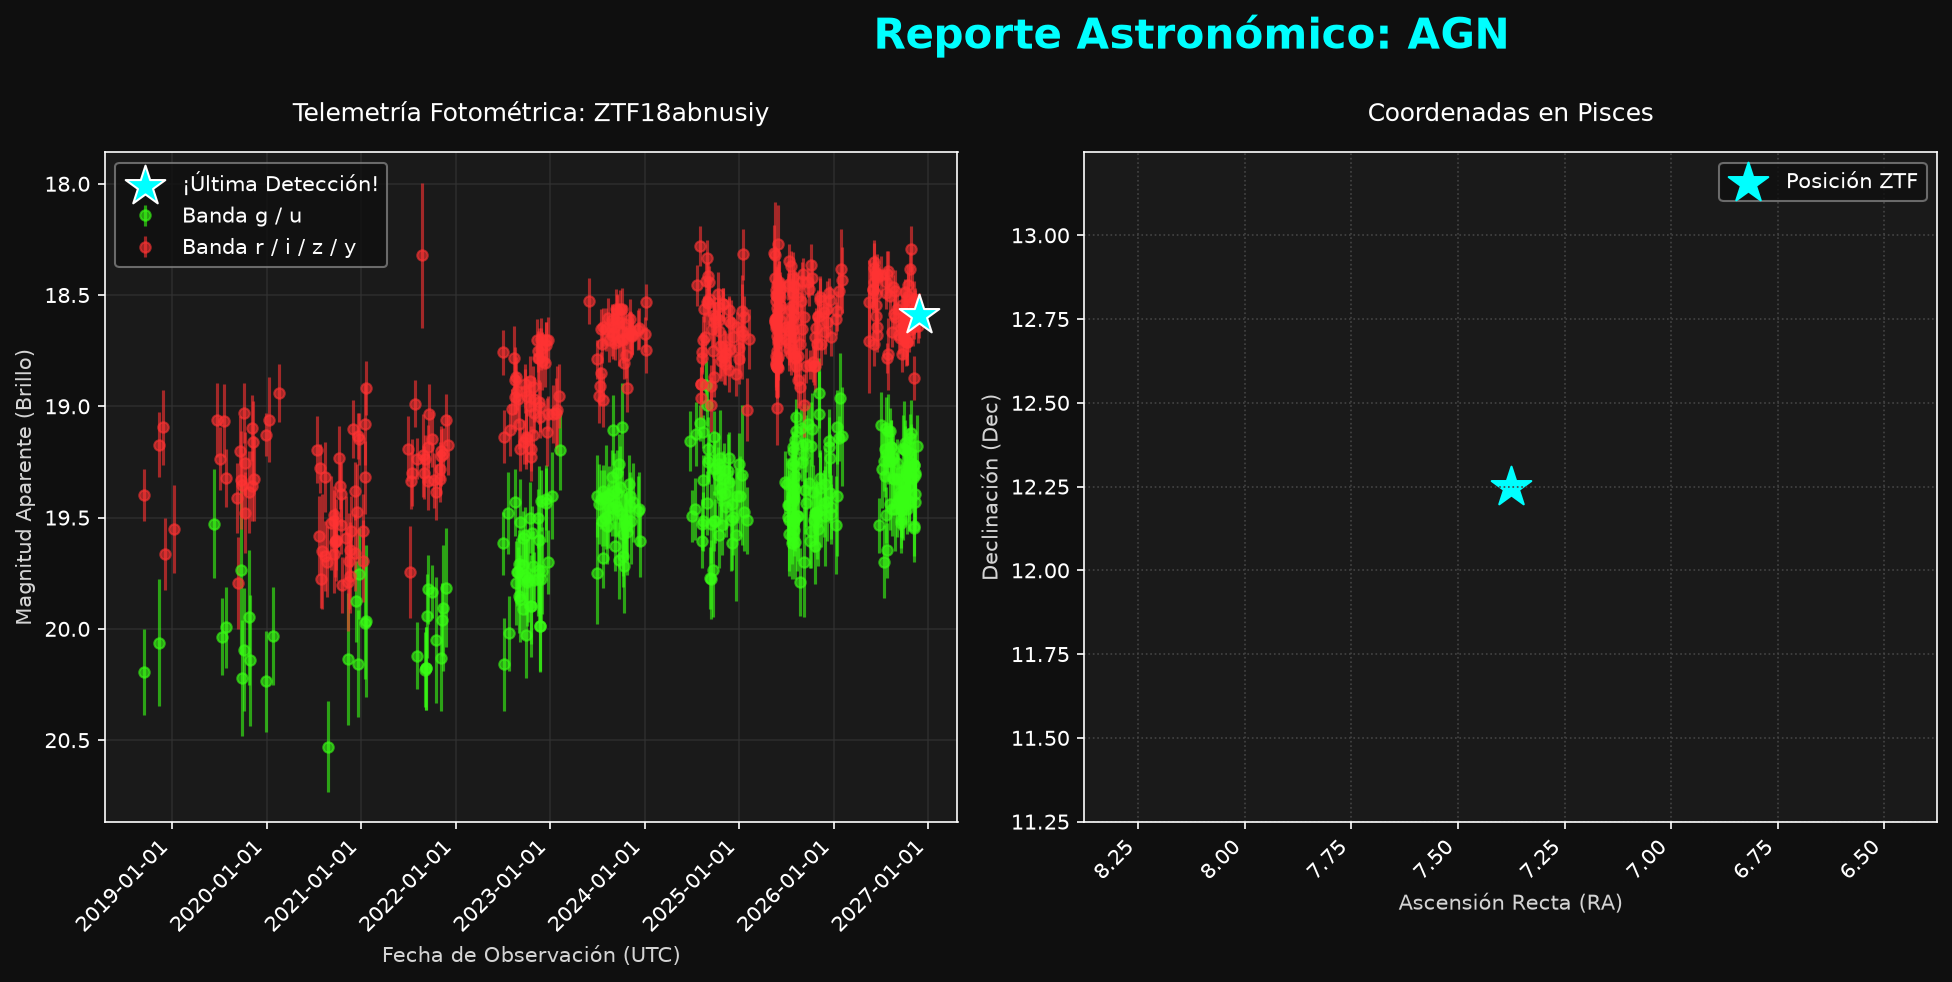 Reporte Astronómico: AGN
Telemetría Fotométrica: ZTF18abnusiy
¡Última Detección!
Banda g / u
Banda r / i / z / y
Magnitud Aparente (Brillo)
18.0
18.5
19.0
19.5
20.0
20.5
2019-01-01
2020-01-01
2021-01-01
2022-01-01
2023-01-01
2024-01-01
2025-01-01
2026-01-01
2027-01-01
Fecha de Observación (UTC)
Coordenadas en Pisces
Posición ZTF
Declinación (Dec)
13.00
12.75
12.50
12.25
12.00
11.75
11.50
11.25
8.25
8.00
7.75
7.50
7.25
7.00
6.75
6.50
Ascensión Recta (RA)